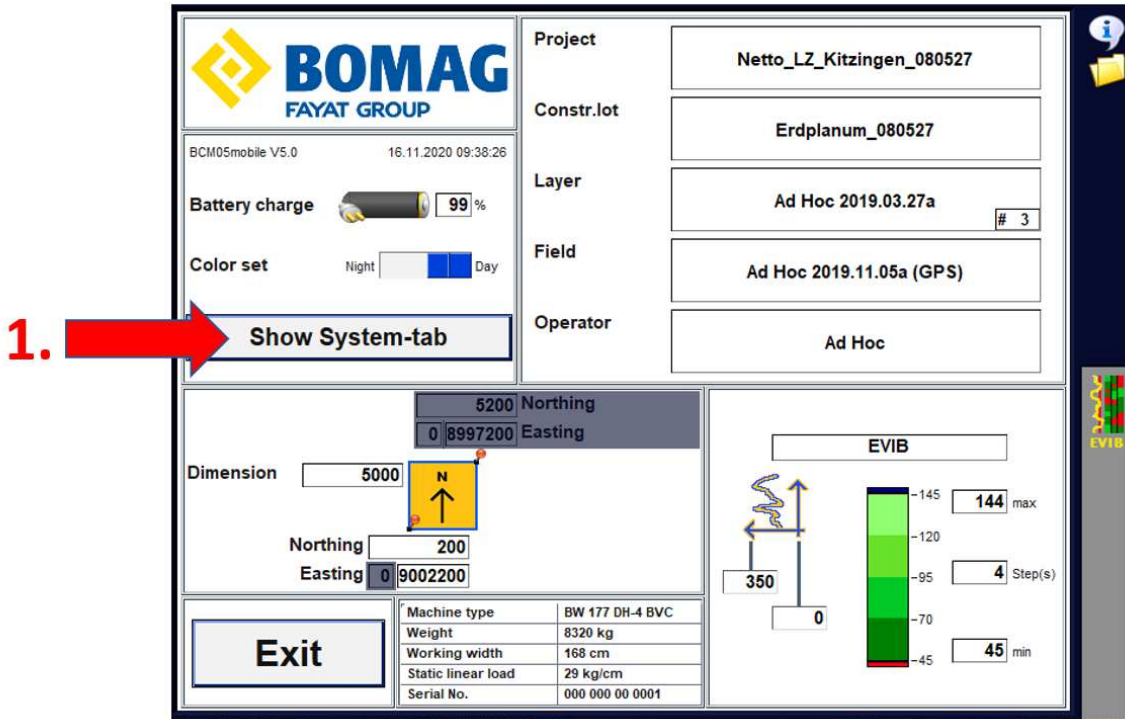 1.
BOMAG
FAYAT GROUP
BCM05mobile V5.0 16.11.2020 09:38:26
Battery charge 99 %
Color set Night Day
Show System-tab
Project Netto_LZ_Kitzingen_080527
Constr.lot Erdplanum_080527
Layer Ad Hoc 2019.03.27a
# 3
Field Ad Hoc 2019.11.05a (GPS)
Operator Ad Hoc
5200 Northing
0 8997200 Easting
Dimension 5000
N
Northing 200
Easting 0 9002200
Exit
Machine type BW 177 DH-4 BVC
Weight 8320 kg
Working width 168 cm
Static linear load 29 kg/cm
Serial No. 000 000 00 0001
EVIB
350
0
-145
-120
-95
-70
-45
144 max
4 Step(s)
45 min
i
EVIB